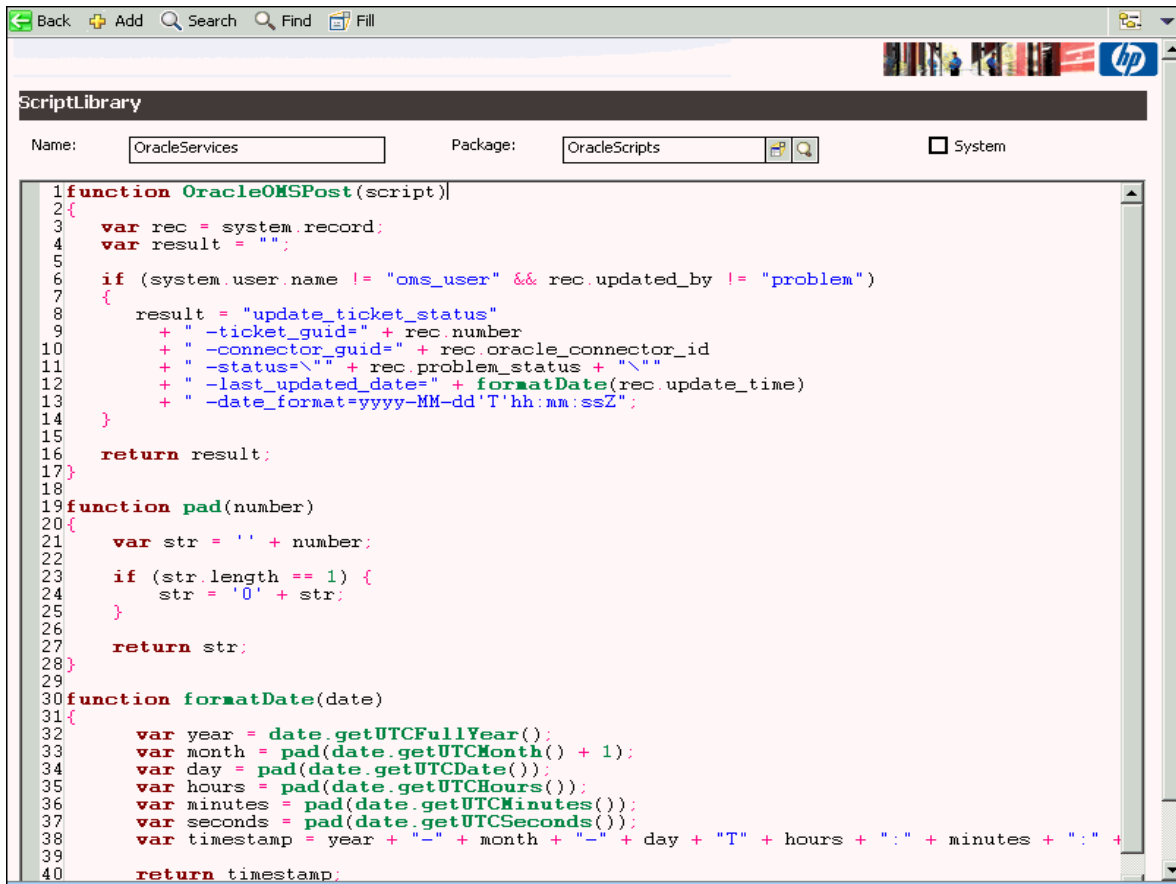 Back Add Search Find Fill
hp
ScriptLibrary
Name: OracleServices Package: OracleScripts System
1 function OracleOMSPost(script)
2 {
3 var rec = system.record;
4 var result = "";
5
6 if (system.user.name != "oms_user" && rec.updated_by != "problem")
7 {
8 result = "update_ticket_status"
9 + " -ticket_guid=" + rec.number
10 + " -connector_guid=" + rec.oracle_connector_id
11 + " -status=\"" + rec.problem_status + "\""
12 + " -last_updated_date=" + formatDate(rec.update_time)
13 + " -date_format=yyyy-MM-dd'T'hh:mm:ssZ";
14 }
15
16 return result;
17 }
18
19 function pad(number)
20 {
21 var str = '' + number;
22
23 if (str.length == 1) {
24 str = '0' + str;
25 }
26
27 return str;
28 }
29
30 function formatDate(date)
31 {
32 var year = date.getUTCFullYear();
33 var month = pad(date.getUTCMonth() + 1);
34 var day = pad(date.getUTCDate());
35 var hours = pad(date.getUTCHours());
36 var minutes = pad(date.getUTCMinutes());
37 var seconds = pad(date.getUTCSeconds());
38 var timestamp = year + "-" + month + "-" + day + "T" + hours + ":" + minutes + ":" +
39
40 return timestamp;